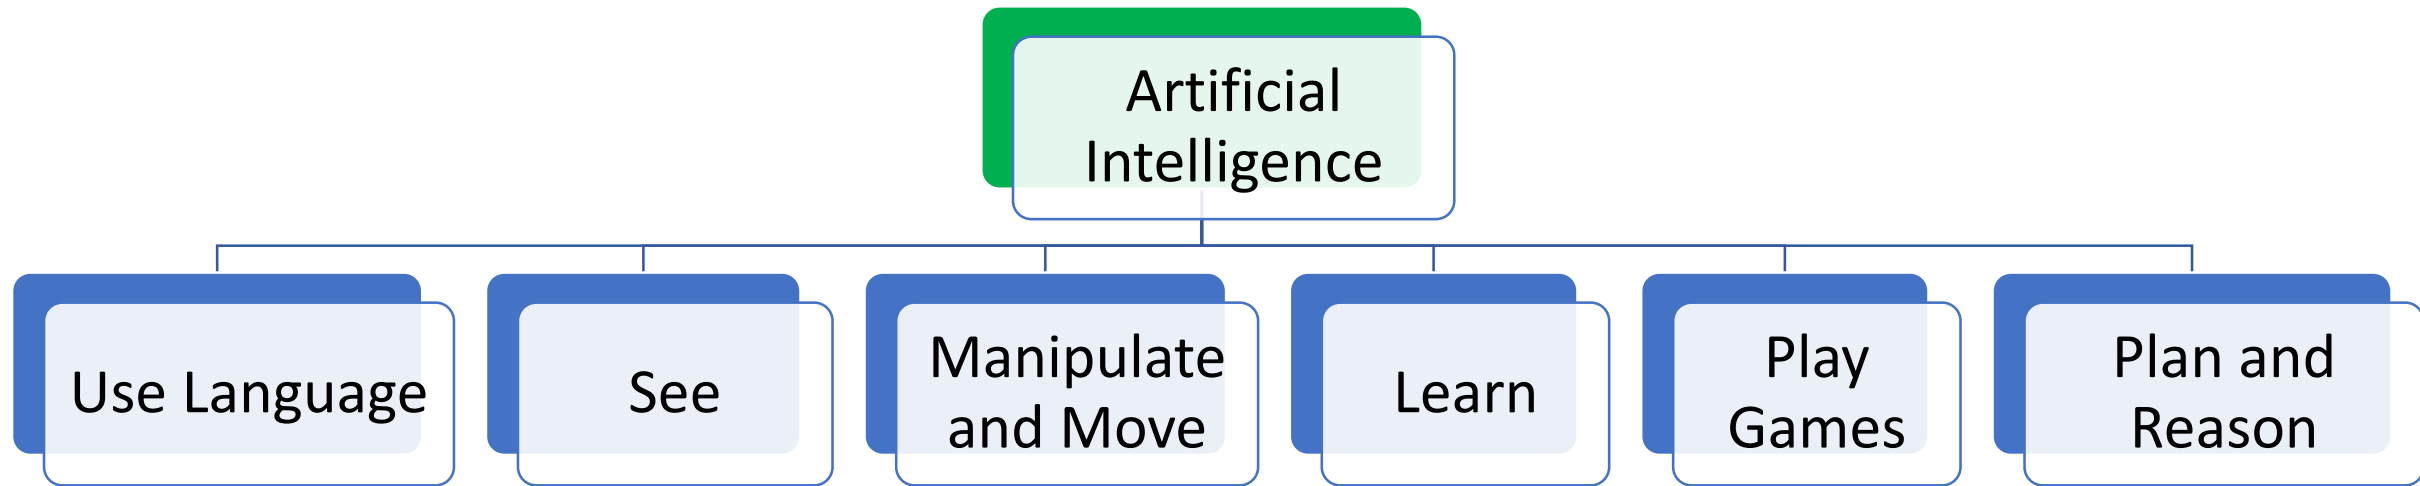 Artificial
Intelligence
Use Language
See
Manipulate
and Move
Learn
Play
Games
Plan and
Reason